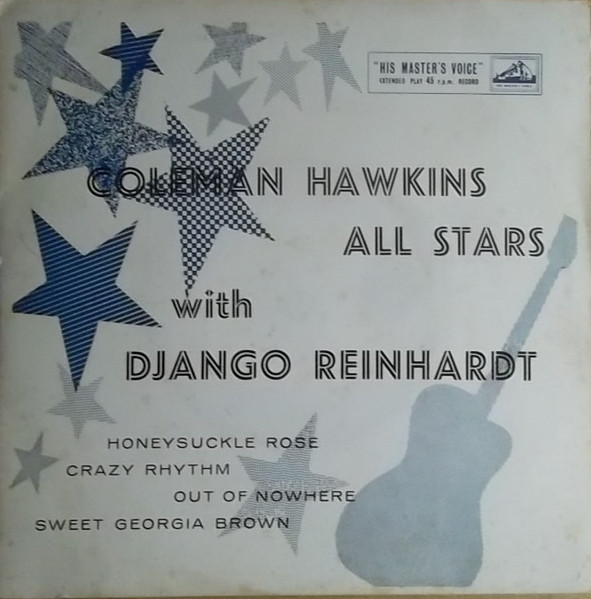 "HIS MASTER'S VOICE"
EXTENDED PLAY 45 r.p.m. RECORD
COLEMAN HAWKINS
ALL STARS
with
DJANGO REINHARDT
HONEYSUCKLE ROSE
CRAZY RHYTHM
OUT OF NOWHERE
SWEET GEORGIA BROWN